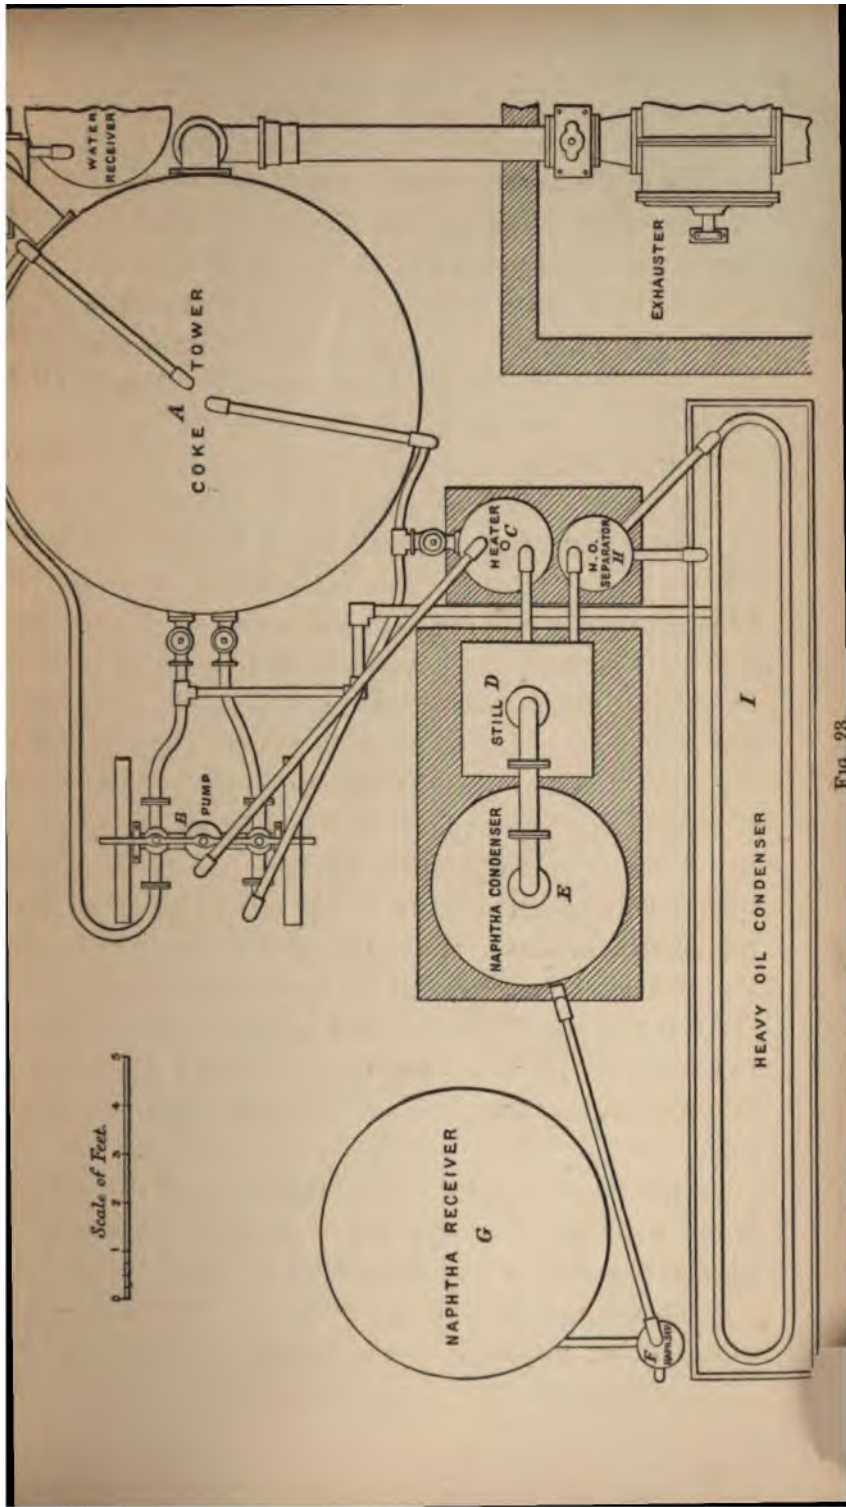 WATER
RECEIVER
EXHAUSTER
COKE TOWER
A
HEATER
C
H. O.
SEPARATOR
H
STILL D
B
PUMP
NAPHTHA CONDENSER
E
I
HEAVY OIL CONDENSER
Scale of Feet.
0 1 2 3 4 5
NAPHTHA RECEIVER
G
F
FIG. 23